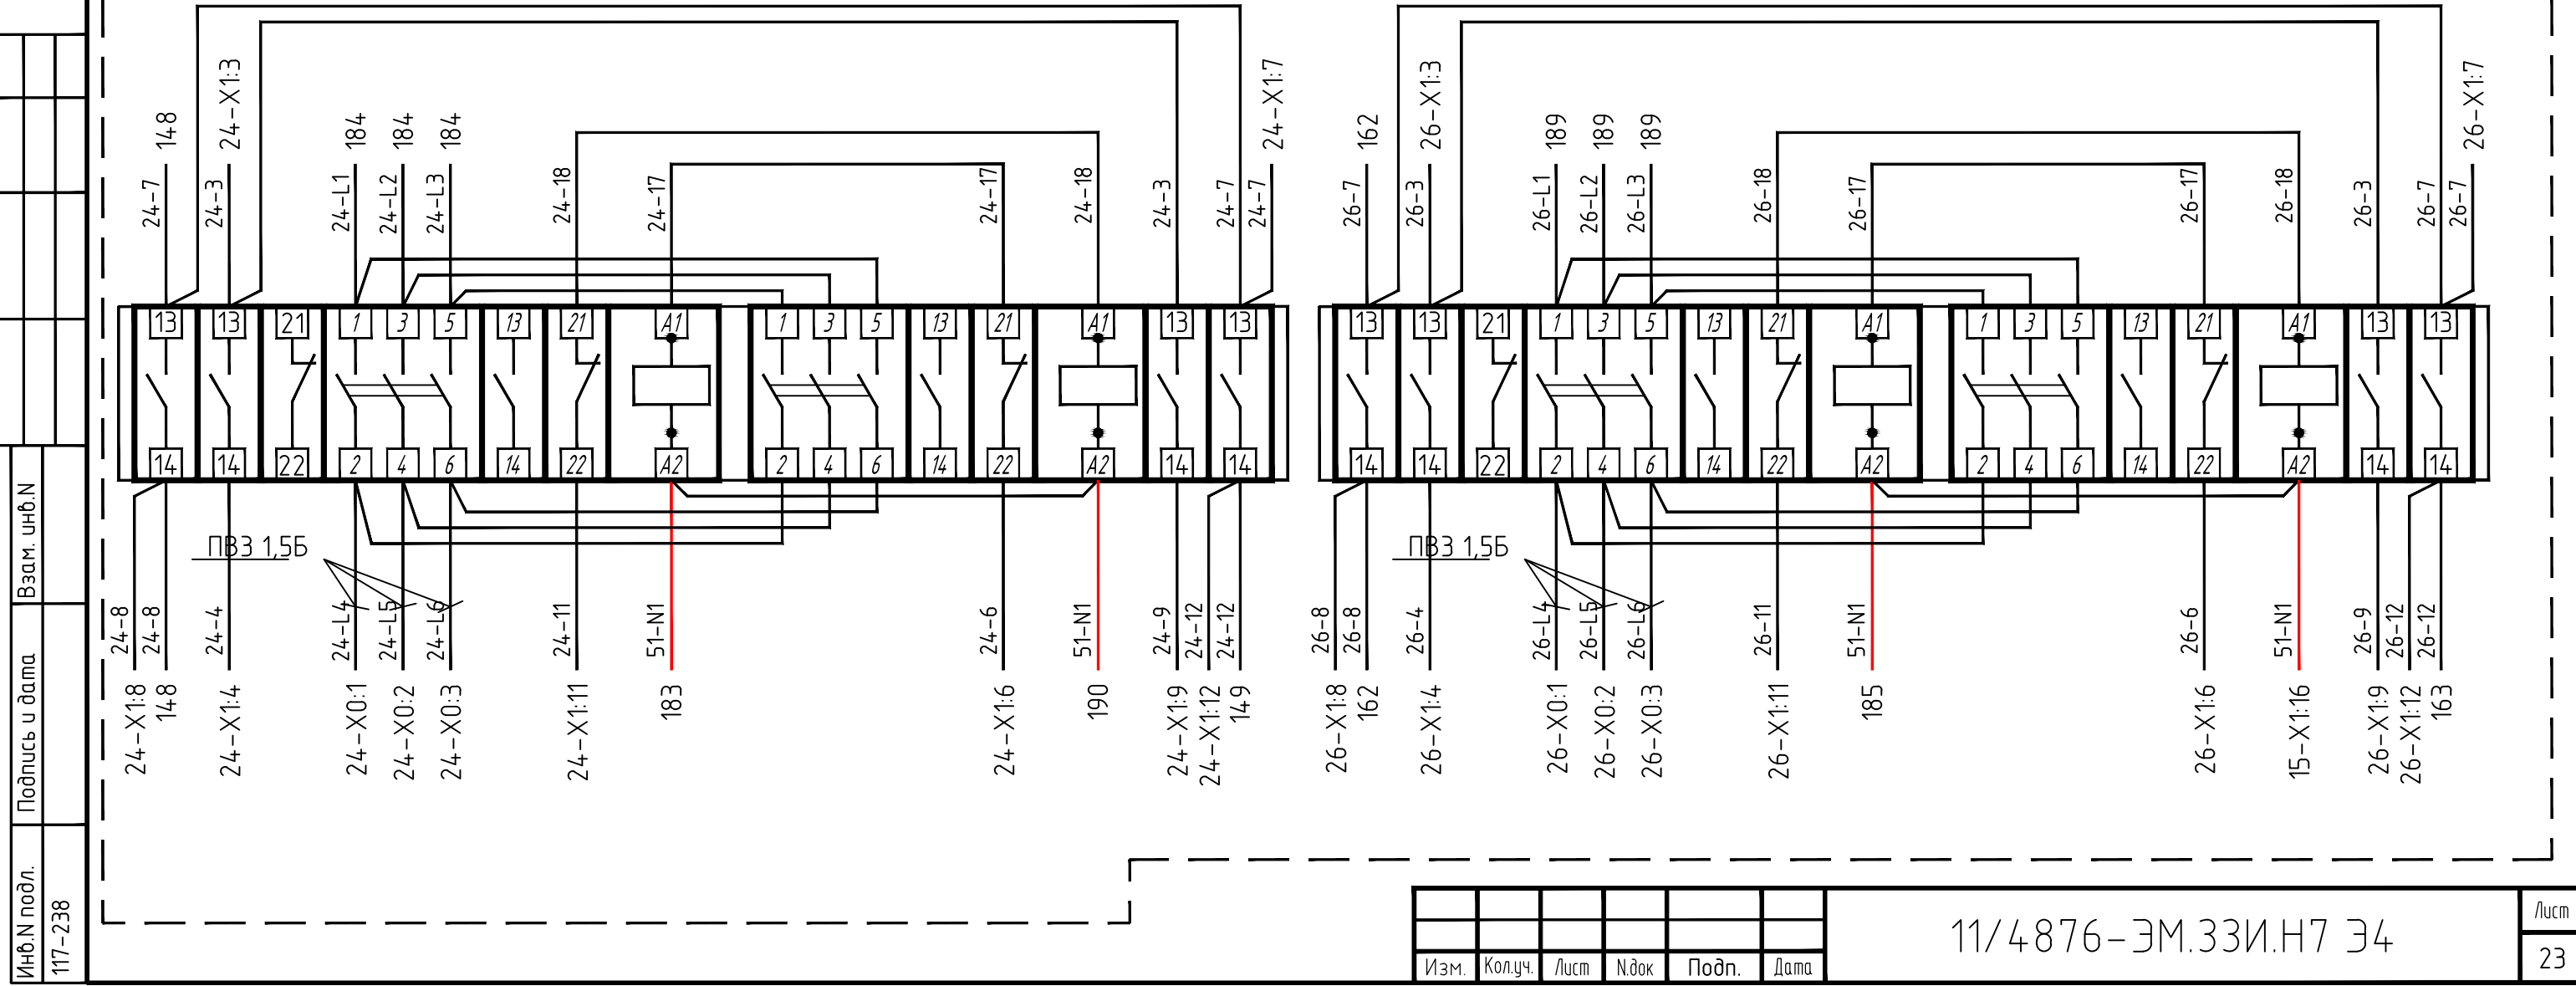 148
24-X1:3
184
184
184
24-X1:7
162
26-X1:3
189
189
189
26-X1:7
24-7
24-3
24-L1
24-L2
24-L3
24-18
24-17
24-17
24-18
24-3
24-7
24-7
26-7
26-3
26-L1
26-L2
26-L3
26-18
26-17
26-17
26-18
26-3
26-7
26-7
13 13 21 1 3 5 13 21 A1 1 3 5 13 21 A1 13 13
13 13 21 1 3 5 13 21 A1 1 3 5 13 21 A1 13 13
14 14 22 2 4 6 14 22 A2 2 4 6 14 22 A2 14 14
14 14 22 2 4 6 14 22 A2 2 4 6 14 22 A2 14 14
ПВ3 1,5Б
ПВ3 1,5Б
24-8
24-8
24-4
24-L4
24-L5
24-L6
24-11
51-N1
24-6
51-N1
24-9
24-12
24-12
26-8
26-8
26-4
26-L4
26-L5
26-L6
26-11
51-N1
26-6
51-N1
26-9
26-12
26-12
24-X1:8
148
24-X1:4
24-X0:1
24-X0:2
24-X0:3
24-X1:11
183
24-X1:6
190
24-X1:9
24-X1:12
149
26-X1:8
162
26-X1:4
26-X0:1
26-X0:2
26-X0:3
26-X1:11
185
26-X1:6
15-X1:16
26-X1:9
26-X1:12
163
Взам. инв.N
Подпись и дата
Инв.N подл.
117-238
Изм. Кол.уч. Лист N.док Подп. Дата
11/4876-ЭМ.ЗЗИ.Н7 Э4
Лист
23